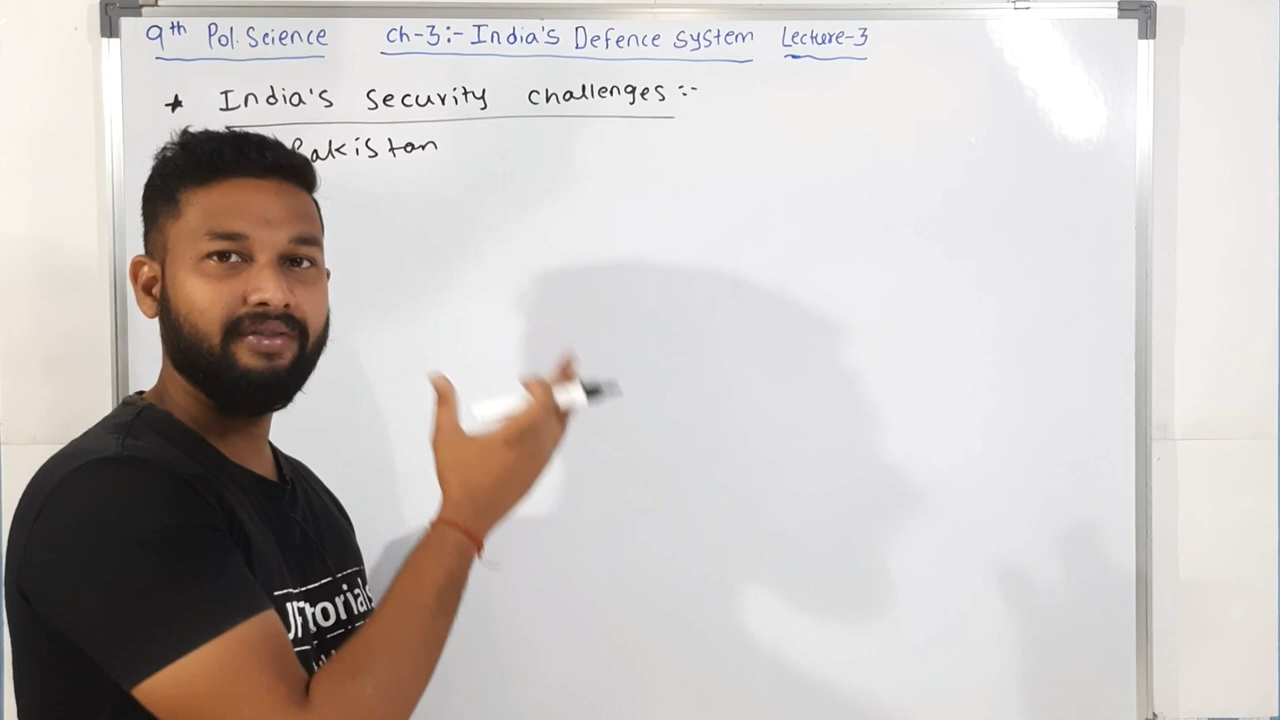 9th Pol. Science Ch-3:- India's Defence System Lecture-3
* India's Security challenges :-
Pakistan